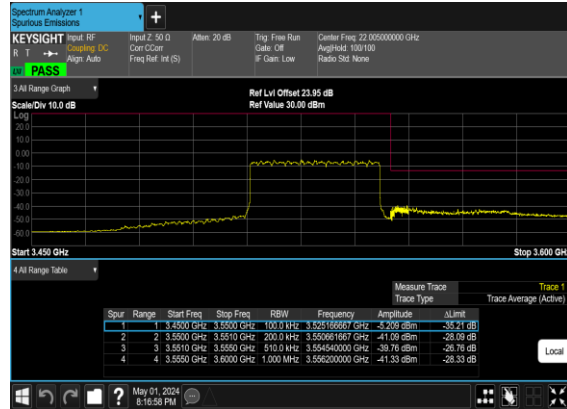 Spectrum Analyzer 1
Spurious Emissions
KEYSIGHT
R T
PASS
Input: RF
Coupling: DC
Align: Auto
Input Z: 50 Ω
Corr CCorr
Freq Ref: Int (S)
Atten: 20 dB
Trig: Free Run
Gate: Off
IF Gain: Low
Center Freq: 22.005000000 GHz
Avg|Hold: 100/100
Radio Std: None
3 All Range Graph
Scale/Div 10.0 dB
Ref Lvl Offset 23.95 dB
Ref Value 30.00 dBm
Log
20.0
10.0
0.00
-10.0
-20.0
-30.0
-40.0
-50.0
-60.0
Start 3.450 GHz
Stop 3.600 GH
4 All Range Table
Measure Trace Trace 1
Trace Type Trace Average (Active)
Spur Range Start Freq Stop Freq RBW Frequency Amplitude ΔLimit
1 1 3.4500 GHz 3.5500 GHz 100.0 kHz 3.525166667 GHz -5.209 dBm -35.21 dB
2 2 3.5500 GHz 3.5510 GHz 200.0 kHz 3.550661667 GHz -41.09 dBm -28.09 dB
3 3 3.5510 GHz 3.5550 GHz 510.0 kHz 3.554540000 GHz -39.76 dBm -26.76 dB
4 4 3.5550 GHz 3.6000 GHz 1.000 MHz 3.556200000 GHz -41.33 dBm -28.33 dB
Local
?
May 01, 2024
8:16:58 PM